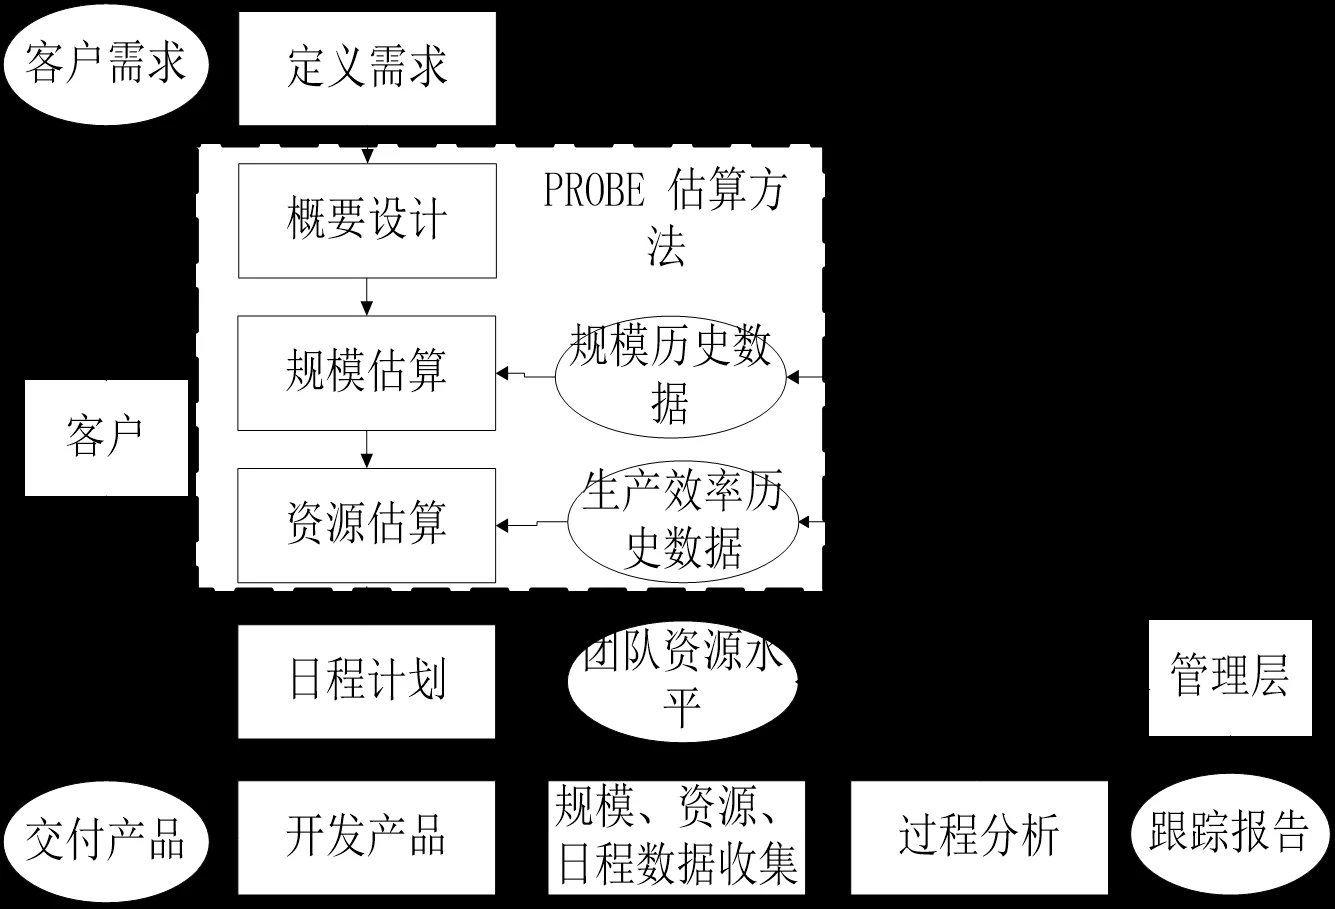 客户需求
定义需求
PROBE 估算方
法
概要设计
规模估算
规模历史数
据
客户
资源估算
生产效率历
史数据
日程计划
团队资源水
平
管理层
交付产品
开发产品
规模、资源、
日程数据收集
过程分析
跟踪报告